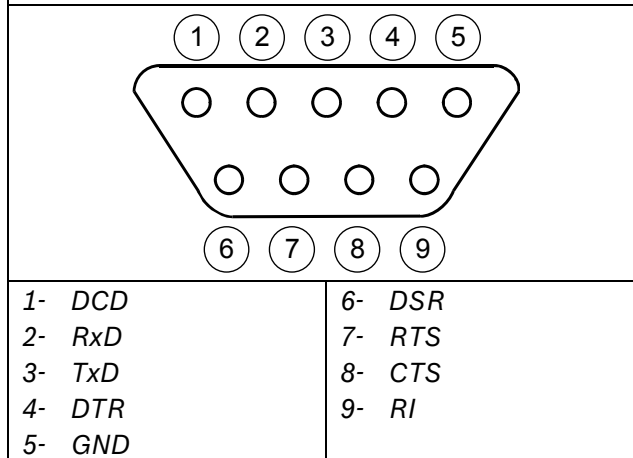 1 2 3 4 5
6 7 8 9
1- DCD
2- RxD
3- TxD
4- DTR
5- GND
6- DSR
7- RTS
8- CTS
9- RI